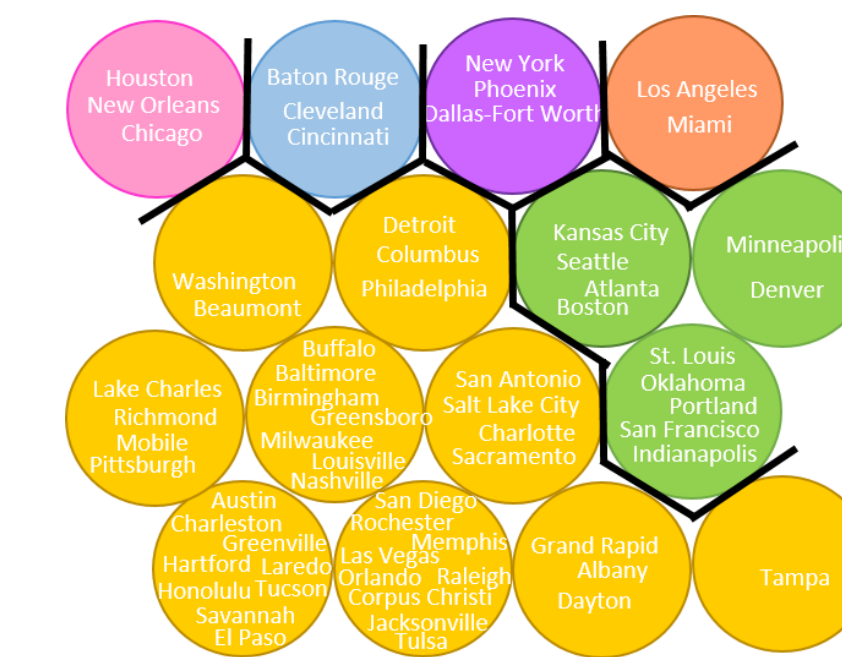 Houston
New Orleans
Chicago
Baton Rouge
Cleveland
Cincinnati
New York
Phoenix
Dallas-Fort Worth
Los Angeles
Miami
Washington
Beaumont
Detroit
Columbus
Philadelphia
Kansas City
Seattle
Atlanta
Boston
Minneapoli
Denver
Lake Charles
Richmond
Mobile
Pittsburgh
Buffalo
Baltimore
Birmingham
Greensboro
Milwaukee
Louisville
Nashville
San Antonio
Salt Lake City
Charlotte
Sacramento
St. Louis
Oklahoma
Portland
San Francisco
Indianapolis
Austin
Charleston
Greenville
Hartford Laredo
Honolulu Tucson
Savannah
El Paso
San Diego
Rochester
Memphis
Las Vegas
Orlando Raleigh
Corpus Christi
Jacksonville
Tulsa
Grand Rapid
Albany
Dayton
Tampa